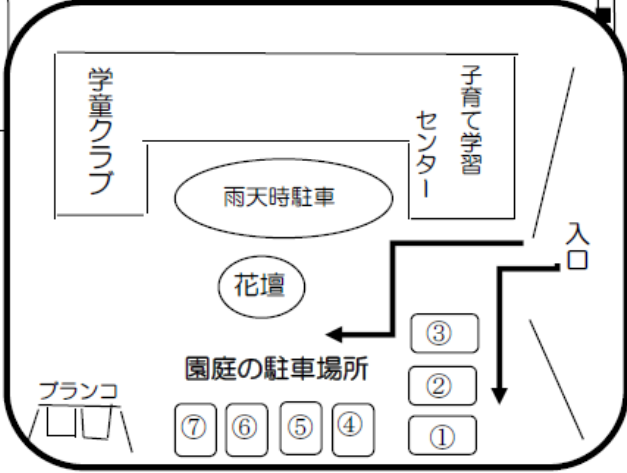 学童クラブ
子育て学習
センター
雨天時駐車
入口
花壇
③
園庭の駐車場所
②
ブランコ
⑦
⑥
⑤
④
①